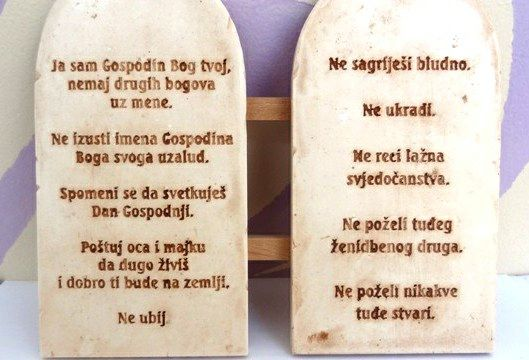 Ja sam Gospodin Bog tvoj,
nemaj drugih bogova
uz mene.
Ne izusti imena Gospodina
Boga svoga uzalud.
Spomeni se da svetkuješ
Dan Gospodnji.
Poštuj oca i majku
da dugo živiš
i dobro ti bude na zemlji.
Ne ubij.
Ne sagriješi bludno.
Ne ukradi.
Ne reci lažna
svjedočanstva.
Ne poželi tuđeg
ženidbenog druga.
Ne poželi nikakve
tuđe stvari.